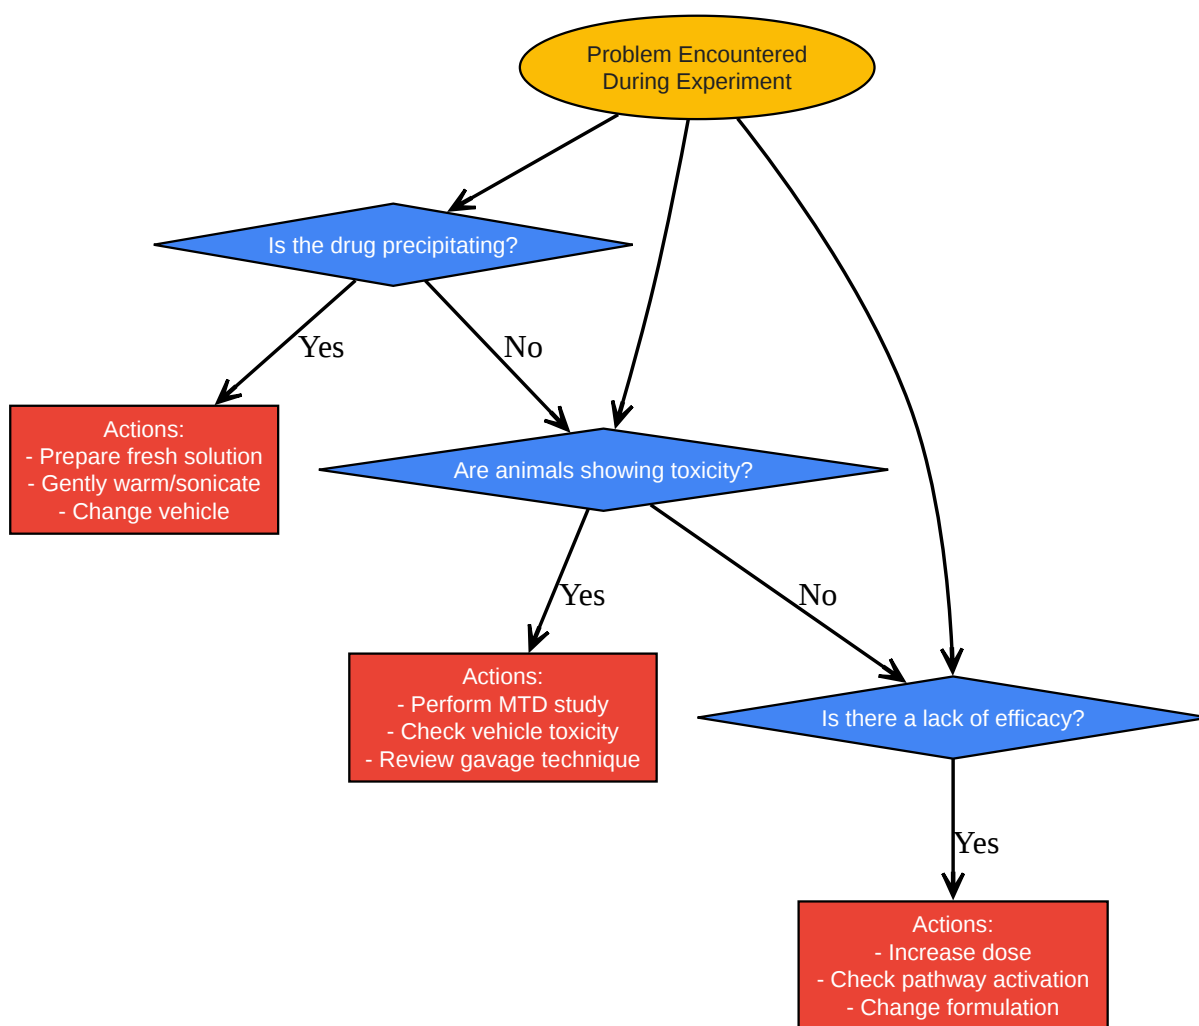 Problem Encountered
During Experiment
Is the drug precipitating?
Yes
No
Actions:
- Prepare fresh solution
- Gently warm/sonicate
- Change vehicle
Are animals showing toxicity?
Yes
No
Actions:
- Perform MTD study
- Check vehicle toxicity
- Review gavage technique
Is there a lack of efficacy?
Yes
Actions:
- Increase dose
- Check pathway activation
- Change formulation